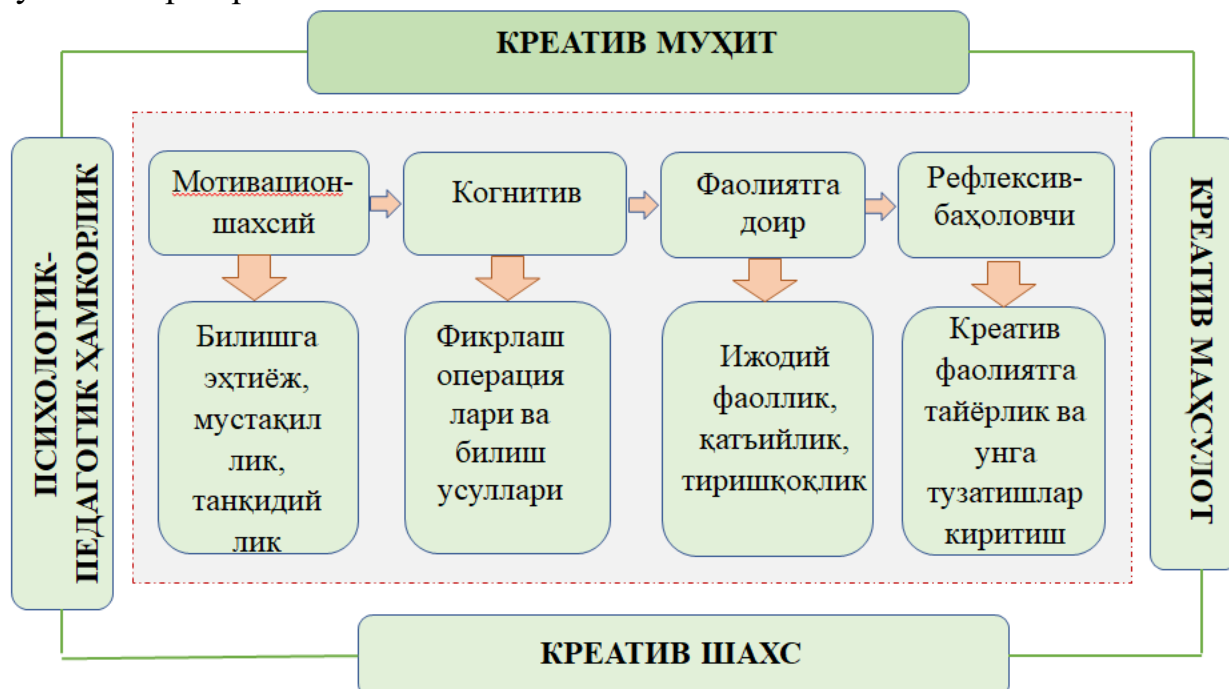 КРЕАТИВ МУҲИТ
ПСИХОЛОГИК-
ПЕДАГОГИК ҲАМКОРЛИК
Мотивацион-
шахсий
Когнитив
Фаолиятга
доир
Рефлексив-
баҳоловчи
Билишга
эҳтиёж,
мустақил
лик,
танқидий
лик
Фикрлаш
операция
лари ва
билиш
усуллари
Ижодий
фаоллик,
қатъийлик,
тиришқоқлик
Креатив
фаолиятга
тайёрлик ва
унга
тузатишлар
киритиш
КРЕАТИВ МАҲСУЛОТ
КРЕАТИВ ШАХС